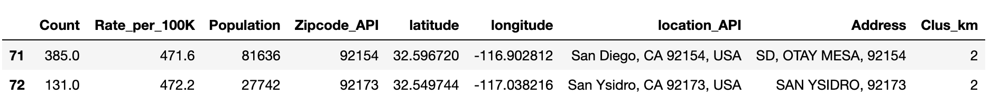 Count Rate_per_100K Population Zipcode_API latitude longitude location_API Address Clus_km
71 385.0 471.6 81636 92154 32.596720 -116.902812 San Diego, CA 92154, USA SD, OTAY MESA, 92154 2
72 131.0 472.2 27742 92173 32.549744 -117.038216 San Ysidro, CA 92173, USA SAN YSIDRO, 92173 2